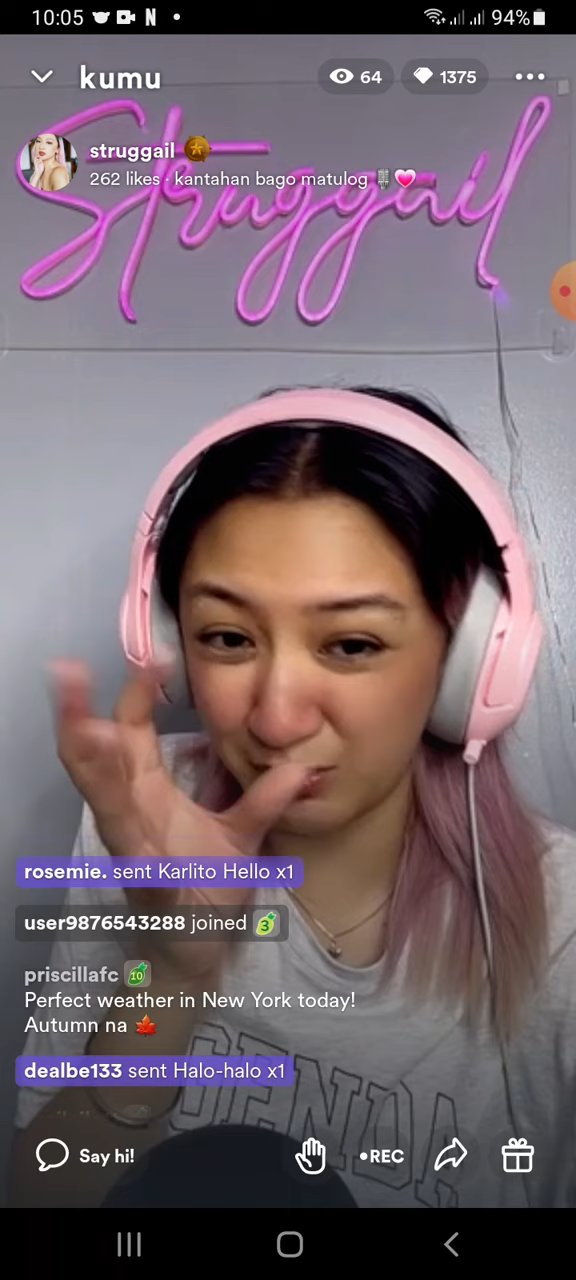 10:05 N 94%
kumu 64 1375
Struggail
struggail
262 likes · kantahan bago matulog
rosemie. sent Karlito Hello x1
user9876543288 joined 3
priscillafc 10
Perfect weather in New York today!
Autumn na
dealbe133 sent Halo-halo x1
GENDA
Say hi! •REC